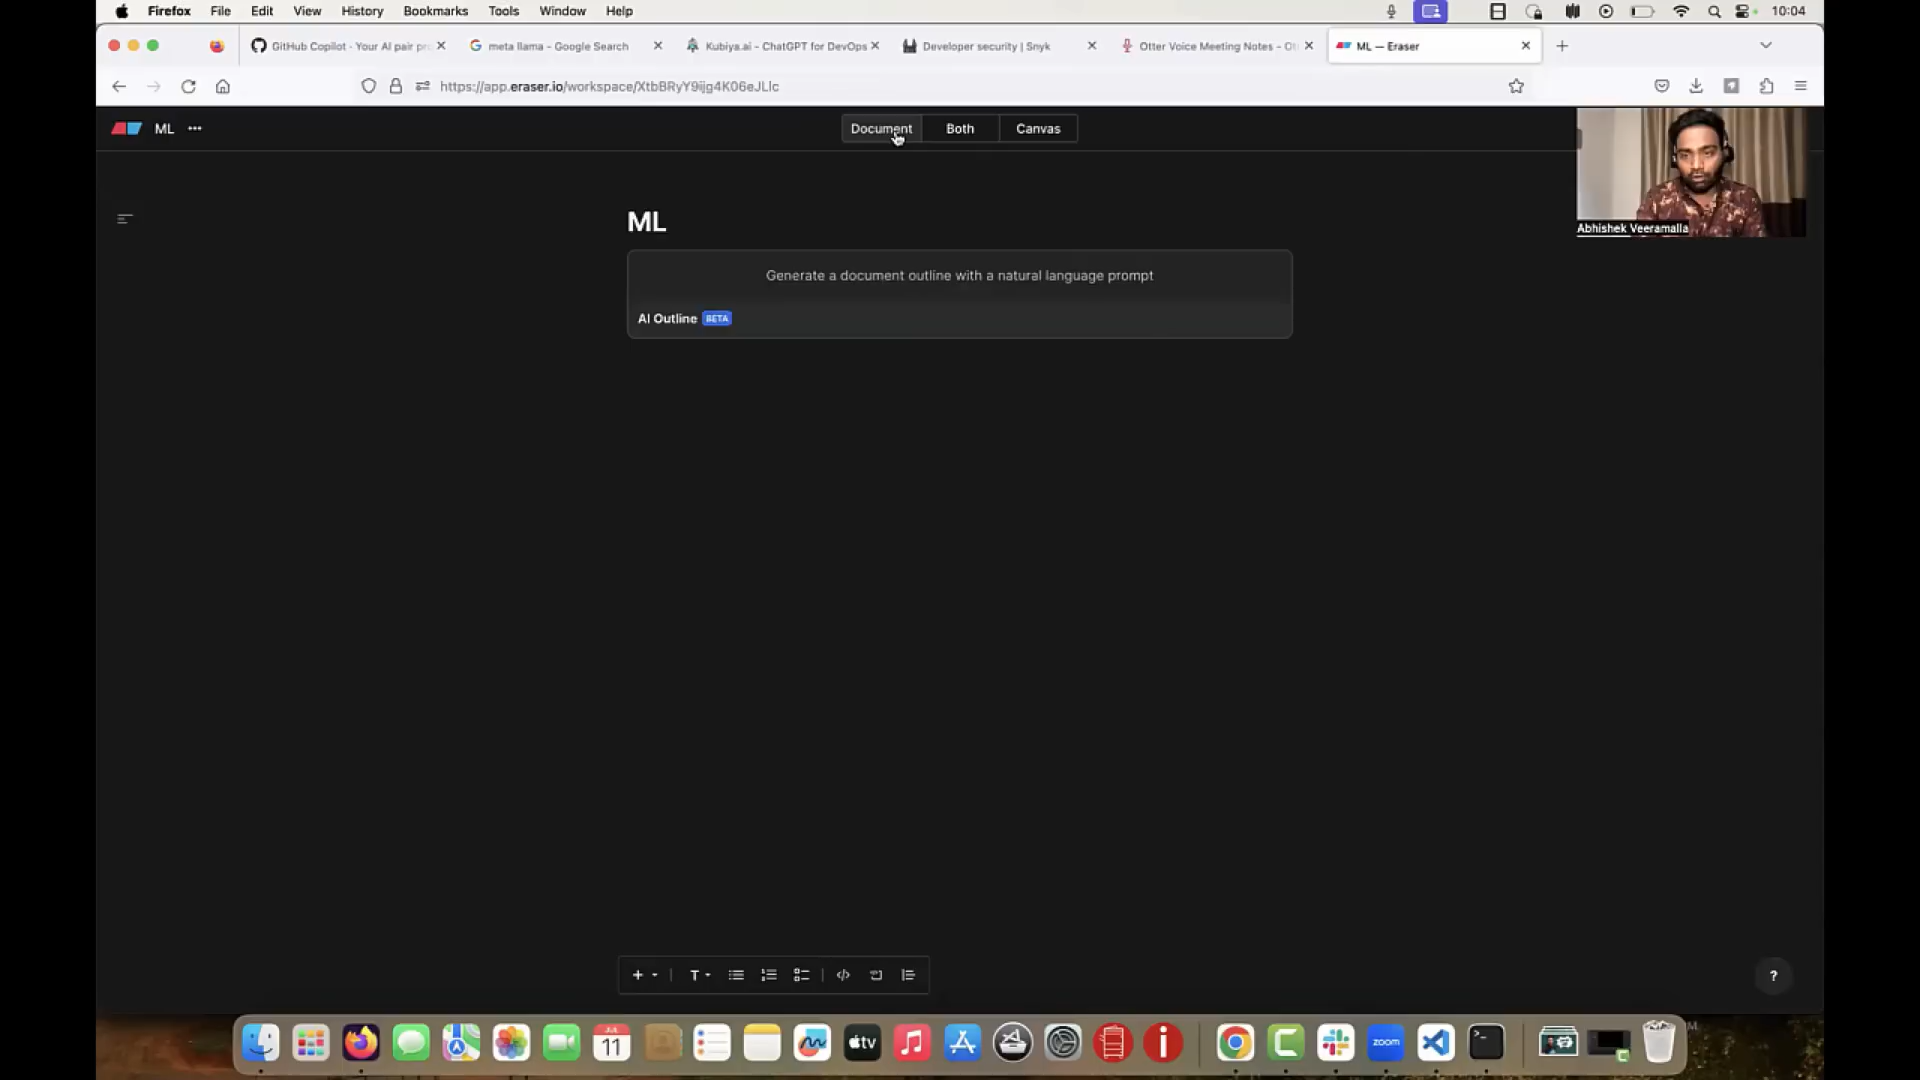 Firefox File Edit View History Bookmarks Tools Window Help 10:04
GitHub Copilot - Your AI pair pr
meta llama - Google Search
Kubiya.ai - ChatGPT for DevOps
Developer security | Snyk
Otter Voice Meeting Notes - Ot
ML — Eraser
https://app.eraser.io/workspace/XtbBRyY9ijg4K06eJLlc
ML ••• Document Both Canvas
Abhishek Veeramalla
ML
Generate a document outline with a natural language prompt
AI Outline BETA
T
?
JUL
11
tv
zoom